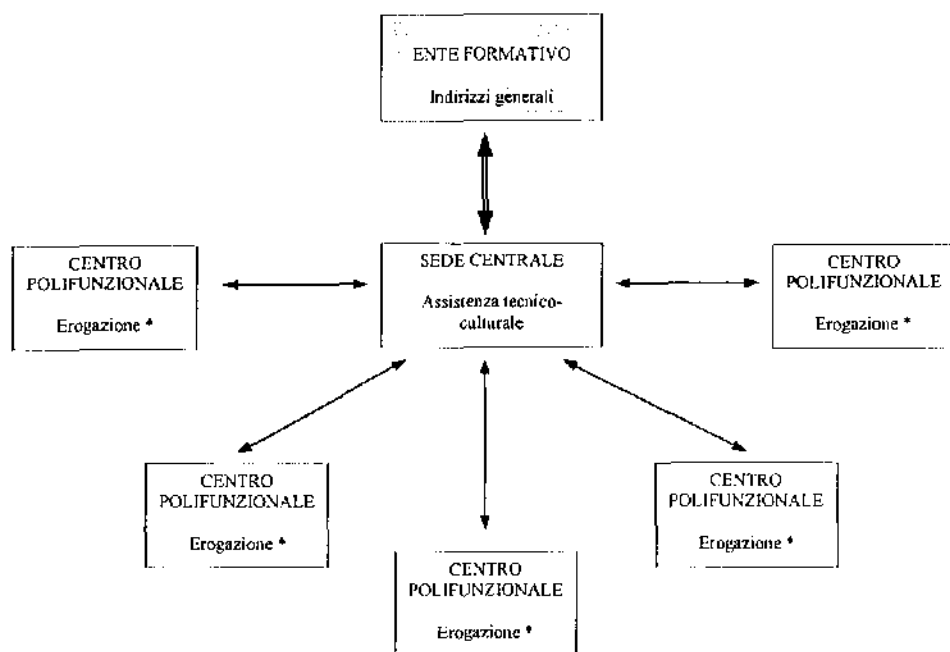 ENTE FORMATIVO
Indirizzi generali
CENTRO
POLIFUNZIONALE
Erogazione *
SEDE CENTRALE
Assistenza tecnico-
culturale
CENTRO
POLIFUNZIONALE
Erogazione *
CENTRO
POLIFUNZIONALE
Erogazione *
CENTRO
POLIFUNZIONALE
Erogazione *
CENTRO
POLIFUNZIONALE
Erogazione *